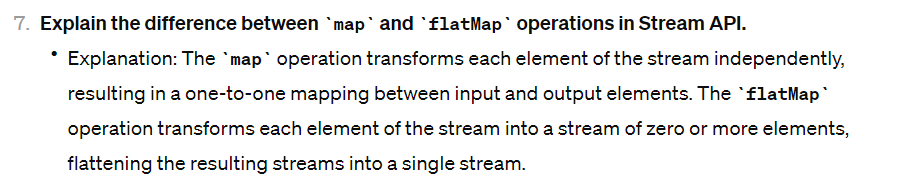 7. Explain the difference between `map` and `flatMap` operations in Stream API.
• Explanation: The `map` operation transforms each element of the stream independently,
resulting in a one-to-one mapping between input and output elements. The `flatMap`
operation transforms each element of the stream into a stream of zero or more elements,
flattening the resulting streams into a single stream.